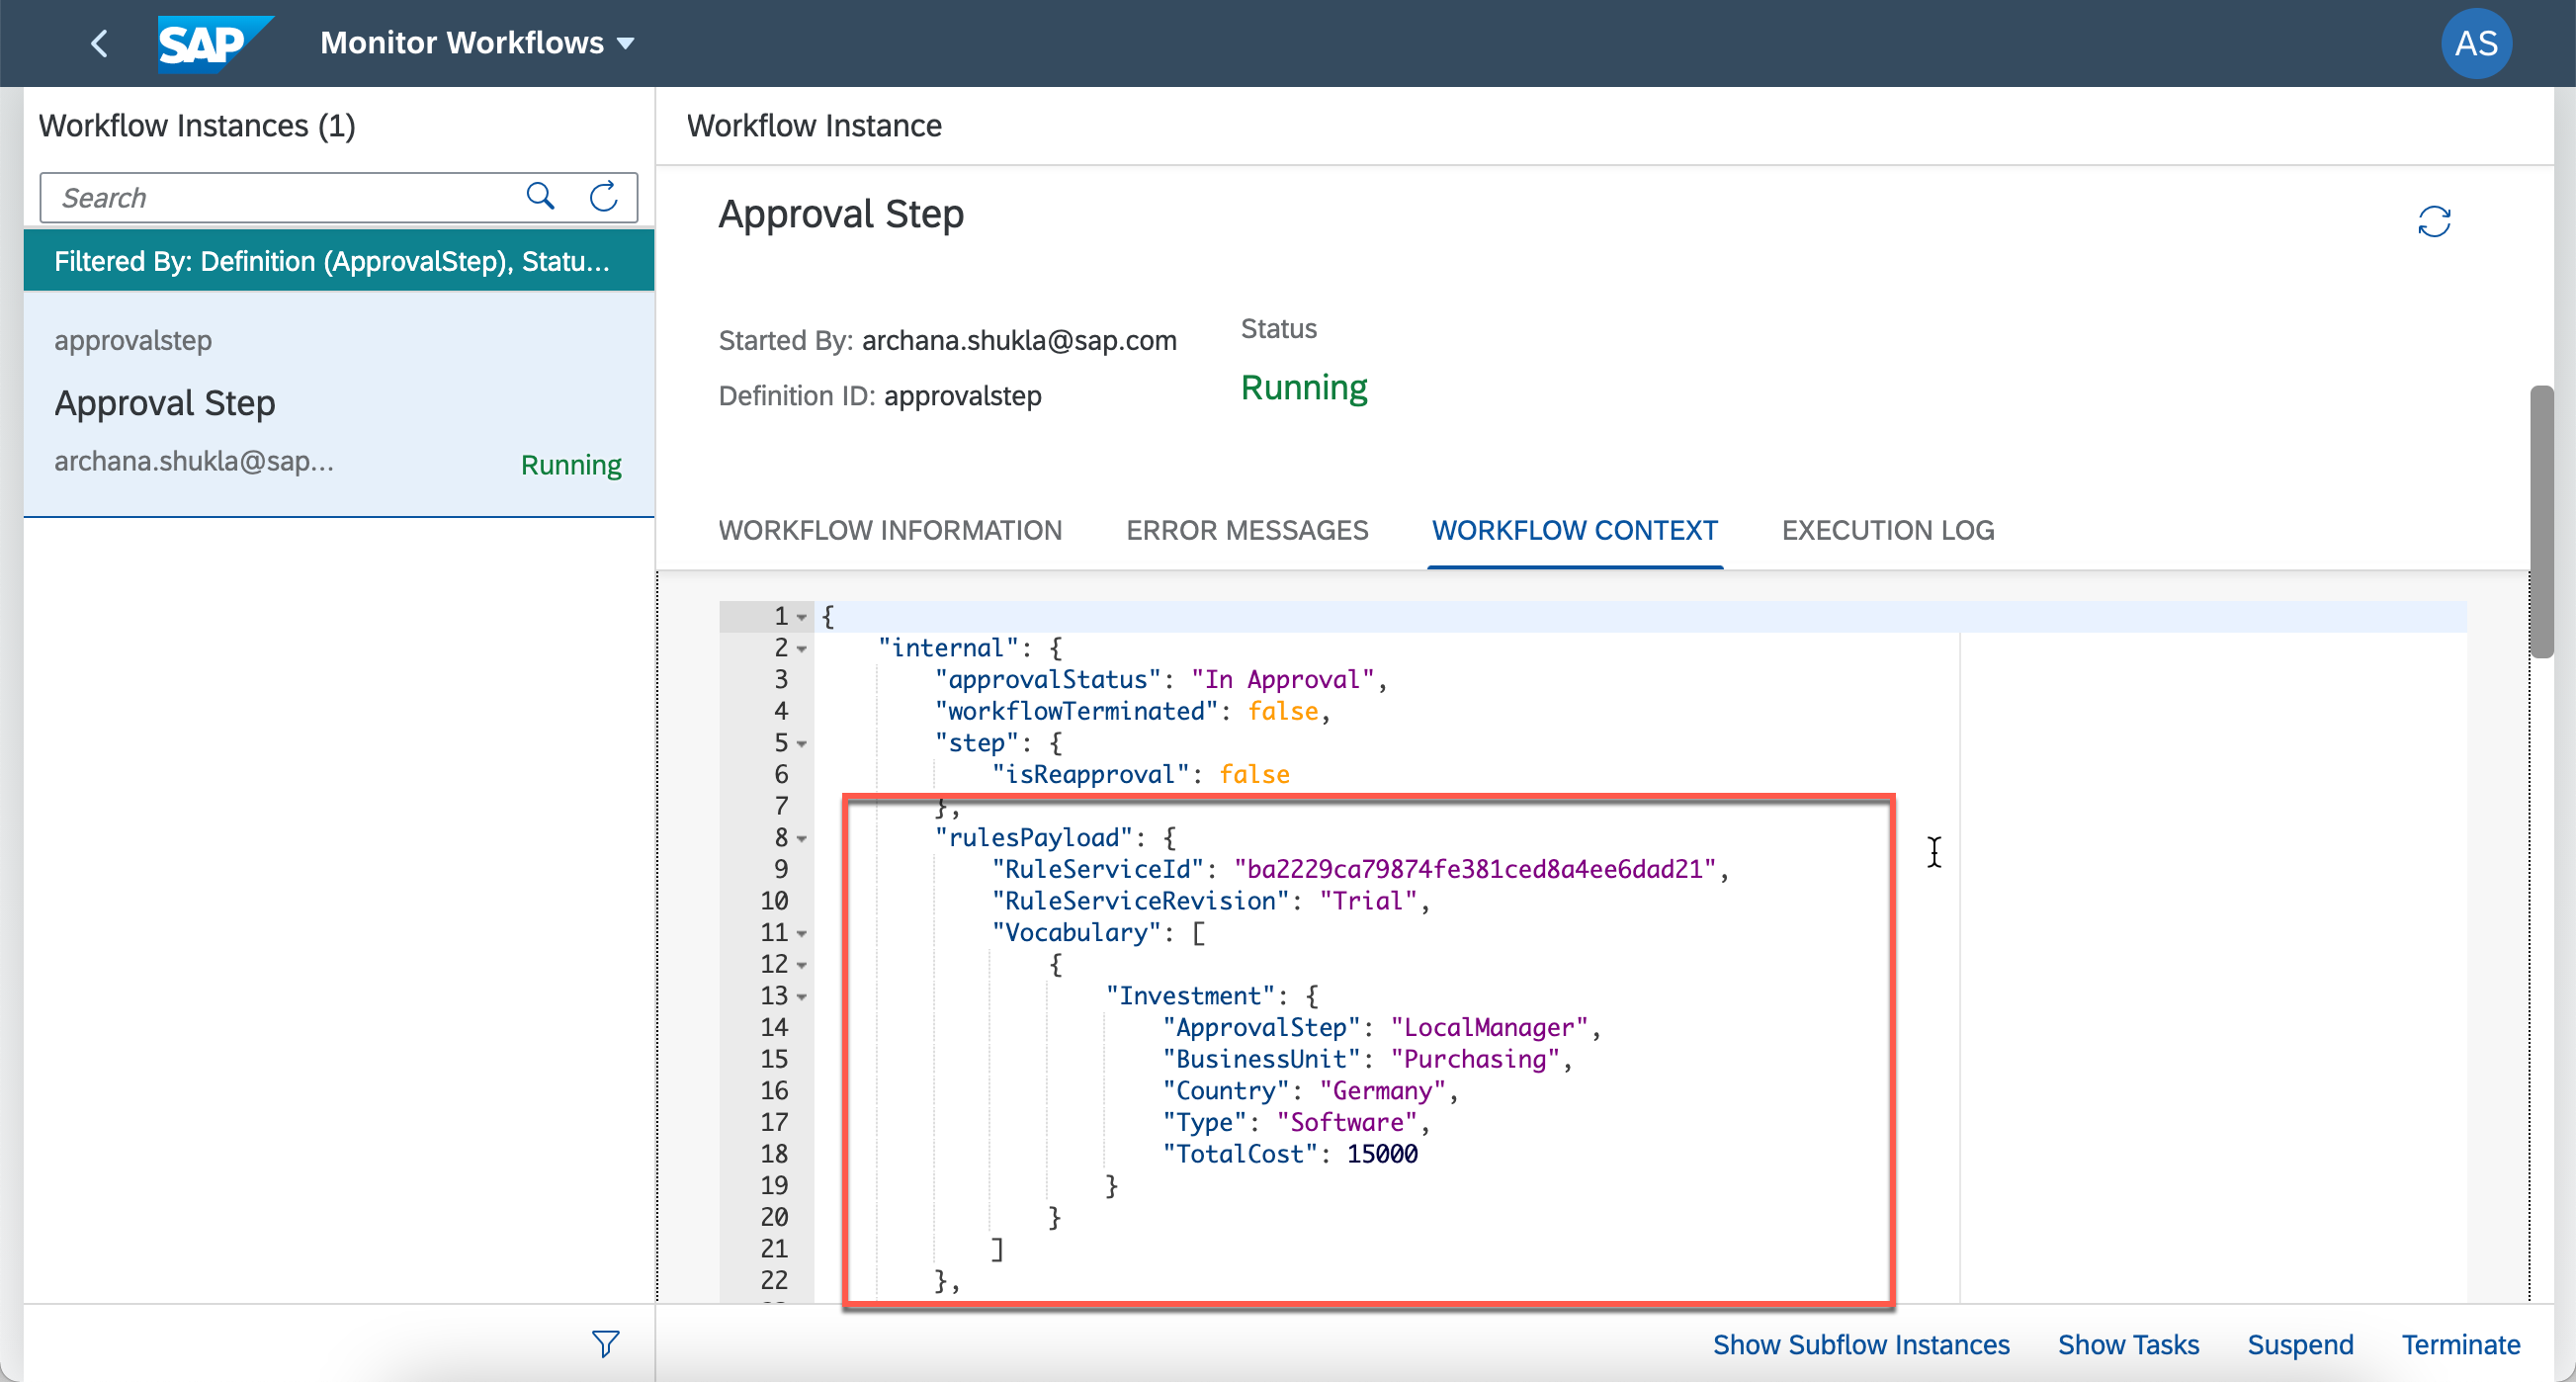 SAP
Monitor Workflows
AS
Workflow Instances (1)
Search
Filtered By: Definition (ApprovalStep), Statu...
approvalstep
Approval Step
archana.shukla@sap...
Running
Workflow Instance
Approval Step
Started By: archana.shukla@sap.com
Definition ID: approvalstep
Status
Running
WORKFLOW INFORMATION
ERROR MESSAGES
WORKFLOW CONTEXT
EXECUTION LOG
1 {
2 "internal": {
3 "approvalStatus": "In Approval",
4 "workflowTerminated": false,
5 "step": {
6 "isReapproval": false
7 },
8 "rulesPayload": {
9 "RuleServiceId": "ba2229ca79874fe381ced8a4ee6dad21",
10 "RuleServiceRevision": "Trial",
11 "Vocabulary": [
12 {
13 "Investment": {
14 "ApprovalStep": "LocalManager",
15 "BusinessUnit": "Purchasing",
16 "Country": "Germany",
17 "Type": "Software",
18 "TotalCost": 15000
19 }
20 }
21 ]
22 },
Show Subflow Instances
Show Tasks
Suspend
Terminate